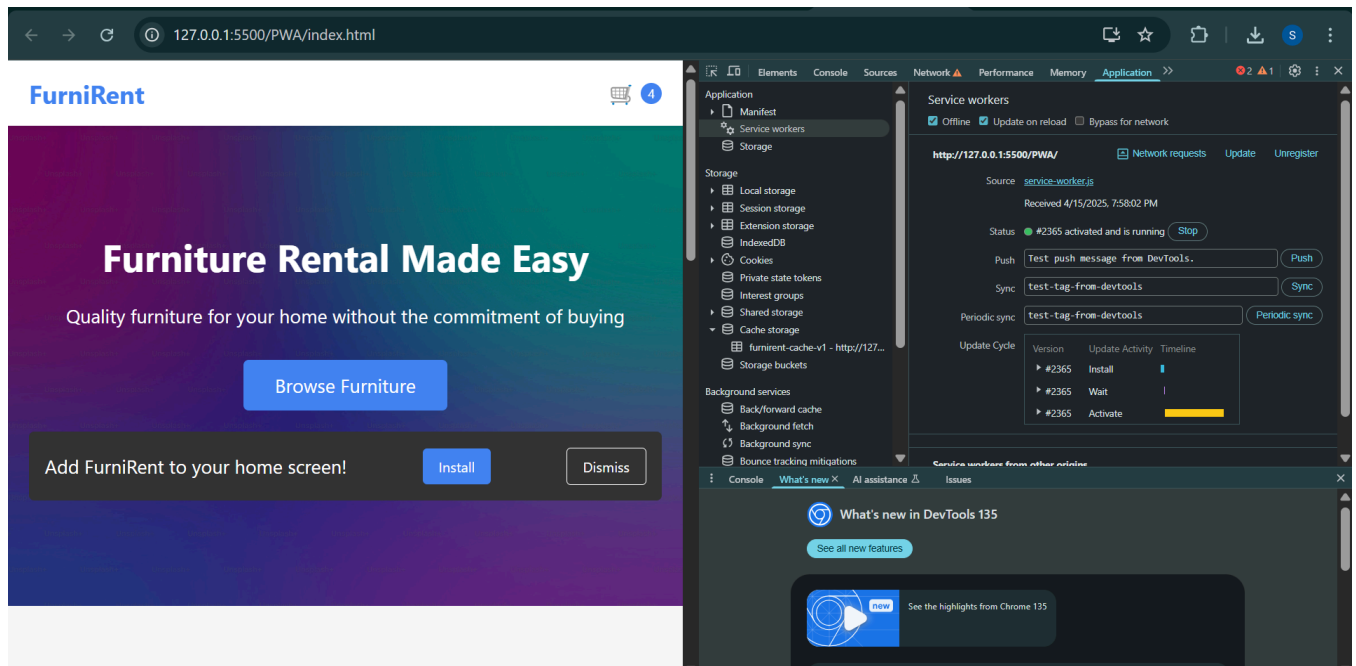 127.0.0.1:5500/PWA/index.html
S
FurniRent
4
Furniture Rental Made Easy
Quality furniture for your home without the commitment of buying
Browse Furniture
Add FurniRent to your home screen!
Install
Dismiss
Elements Console Sources Network Performance Memory Application 2 1
Application
Manifest
Service workers
Storage
Storage
Local storage
Session storage
Extension storage
IndexedDB
Cookies
Private state tokens
Interest groups
Shared storage
Cache storage
furnirent-cache-v1 - http://127...
Storage buckets
Background services
Back/forward cache
Background fetch
Background sync
Bounce tracking mitigations
Service workers
Offline Update on reload Bypass for network
http://127.0.0.1:5500/PWA/ Network requests Update Unregister
Source service-worker.js
Received 4/15/2025, 7:58:02 PM
Status #2365 activated and is running Stop
Push Test push message from DevTools. Push
Sync test-tag-from-devtools Sync
Periodic sync test-tag-from-devtools Periodic sync
Update Cycle Version Update Activity Timeline
#2365 Install
#2365 Wait
#2365 Activate
Service workers from other origins
Console What's new AI assistance Issues
What's new in DevTools 135
See all new features
new
See the highlights from Chrome 135